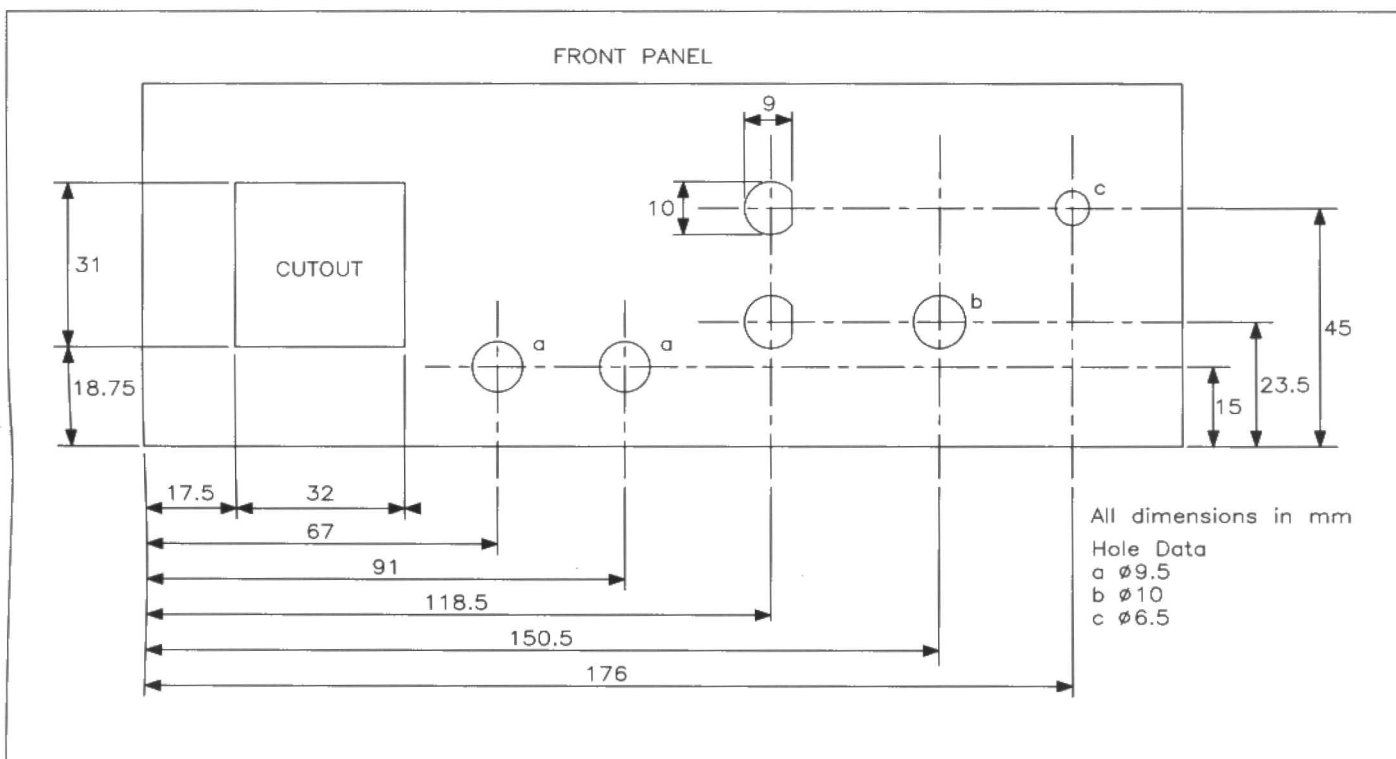 FRONT PANEL
9
10
c
31
CUTOUT
b
45
a
a
18.75
23.5
15
17.5
32
67
91
118.5
150.5
176
All dimensions in mm
Hole Data
a ø9.5
b ø10
c ø6.5